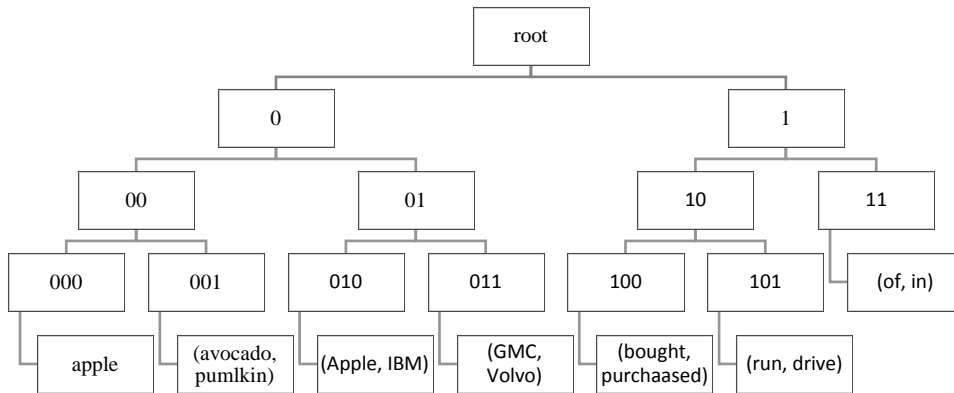 root
0
1
00
01
10
11
000
001
010
011
100
101
(of, in)
apple
(avocado,
pumlkin)
(Apple, IBM)
(GMC,
Volvo)
(bought,
purchaased)
(run, drive)